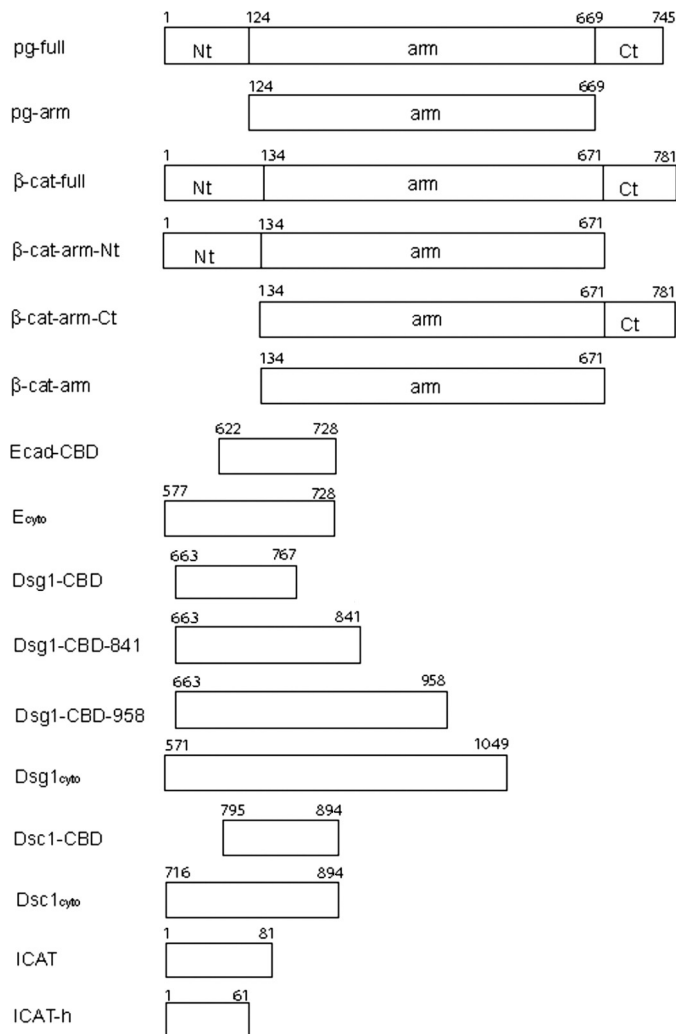 1 124 669 745
pg-full Nt arm Ct
124 669
pg-arm arm
1 134 671 781
β-cat-full Nt arm Ct
1 134 671
β-cat-arm-Nt Nt arm
134 671 781
β-cat-arm-Ct arm Ct
134 671
β-cat-arm arm
622 728
Ecad-CBD
577 728
Ecyto
663 767
Dsg1-CBD
663 841
Dsg1-CBD-841
663 958
Dsg1-CBD-958
571 1049
Dsg1cyto
795 894
Dsc1-CBD
716 894
Dsc1cyto
1 81
ICAT
1 61
ICAT-h